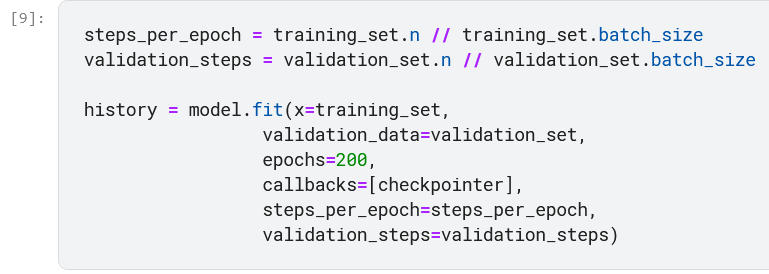 [9]:
steps_per_epoch = training_set.n // training_set.batch_size
validation_steps = validation_set.n // validation_set.batch_size
history = model.fit(x=training_set,
validation_data=validation_set,
epochs=200,
callbacks=[checkpointer],
steps_per_epoch=steps_per_epoch,
validation_steps=validation_steps)